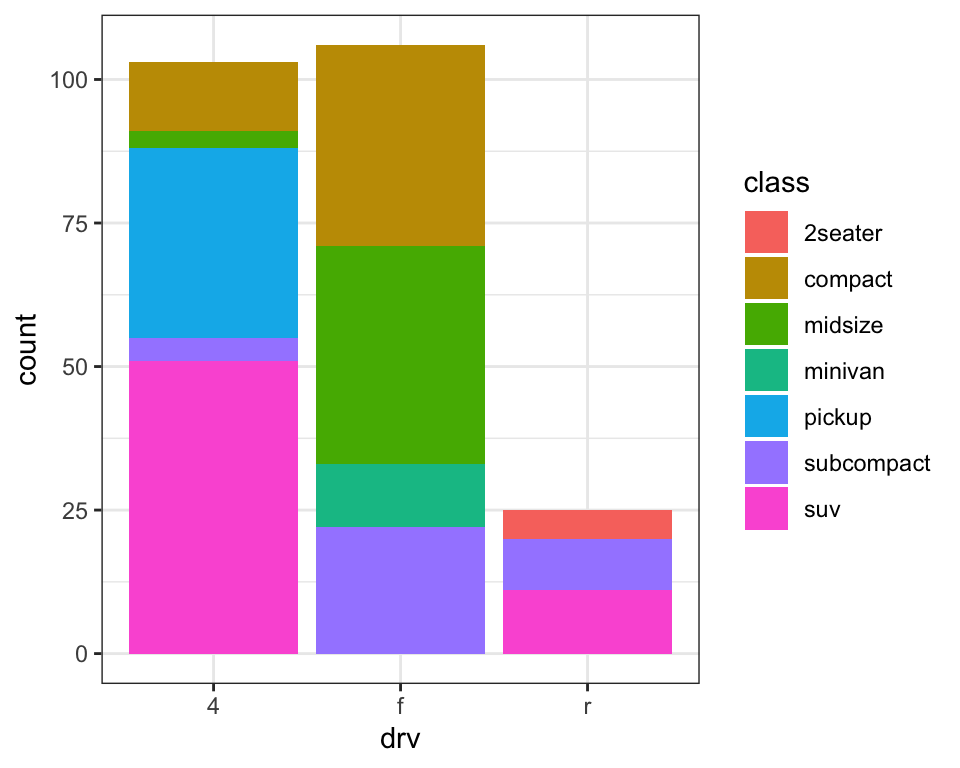 count
100
75
50
25
0
4
f
r
drv
class
2seater
compact
midsize
minivan
pickup
subcompact
suv